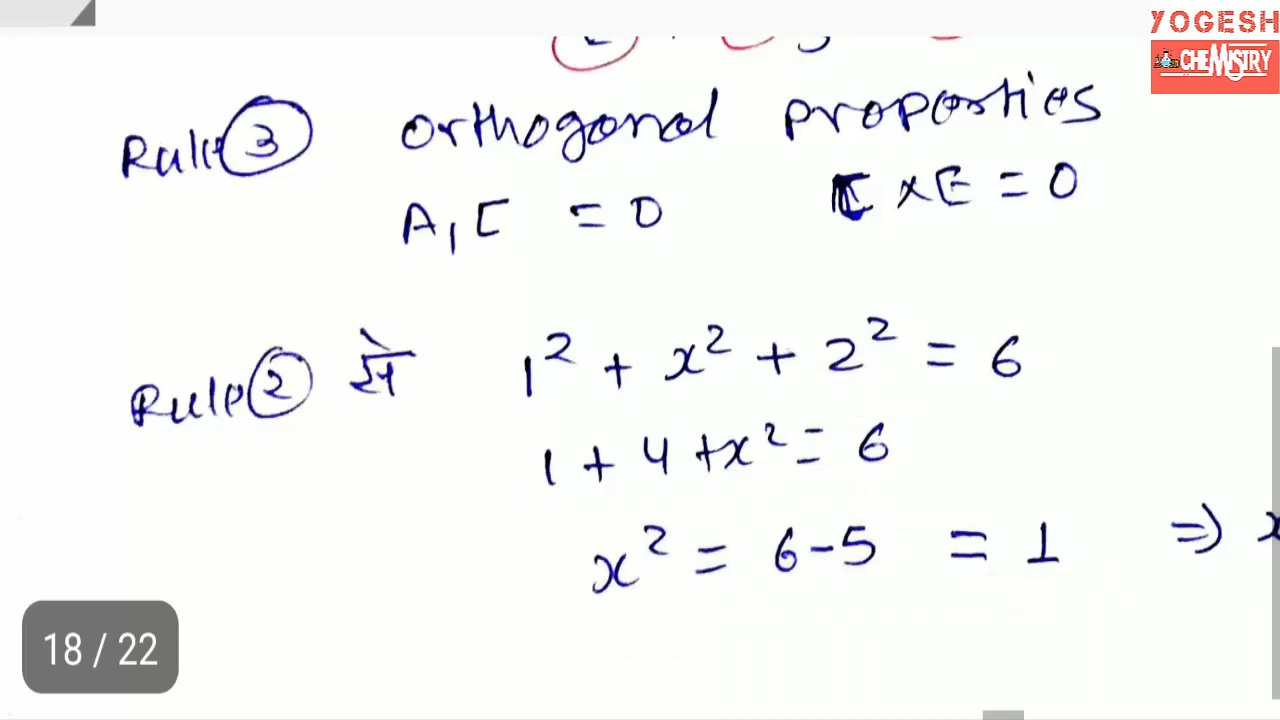 YOGESH
CHEMISTRY
Rule 3 Orthogonal properties
A, E = 0 E × E = 0
Rule 2 से 1² + x² + 2² = 6
1 + 4 + x² = 6
x² = 6 - 5 = 1 ⇒ x
18 / 22